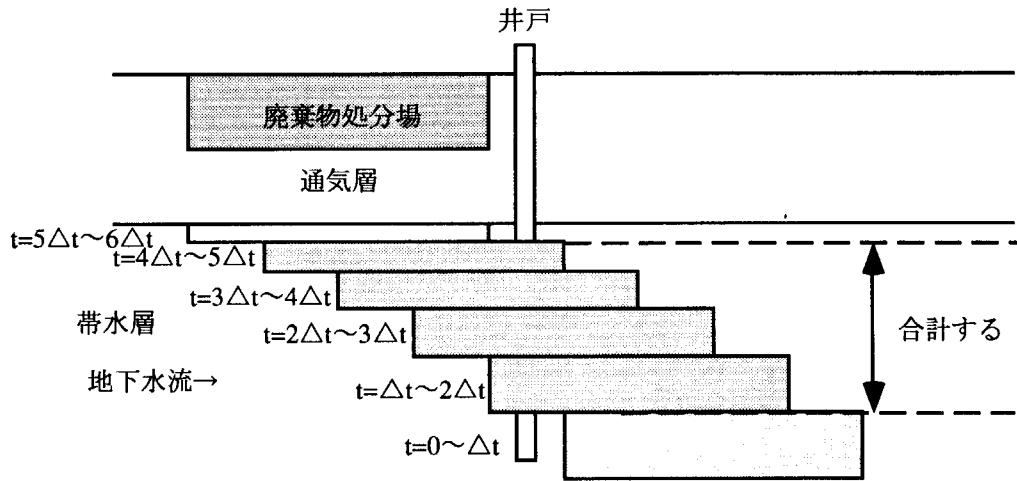 井戸
廃棄物処分場
通気層
t=5△t～6△t
t=4△t～5△t
t=3△t～4△t
帯水層
t=2△t～3△t
合計する
地下水流→
t=△t～2△t
t=0～△t